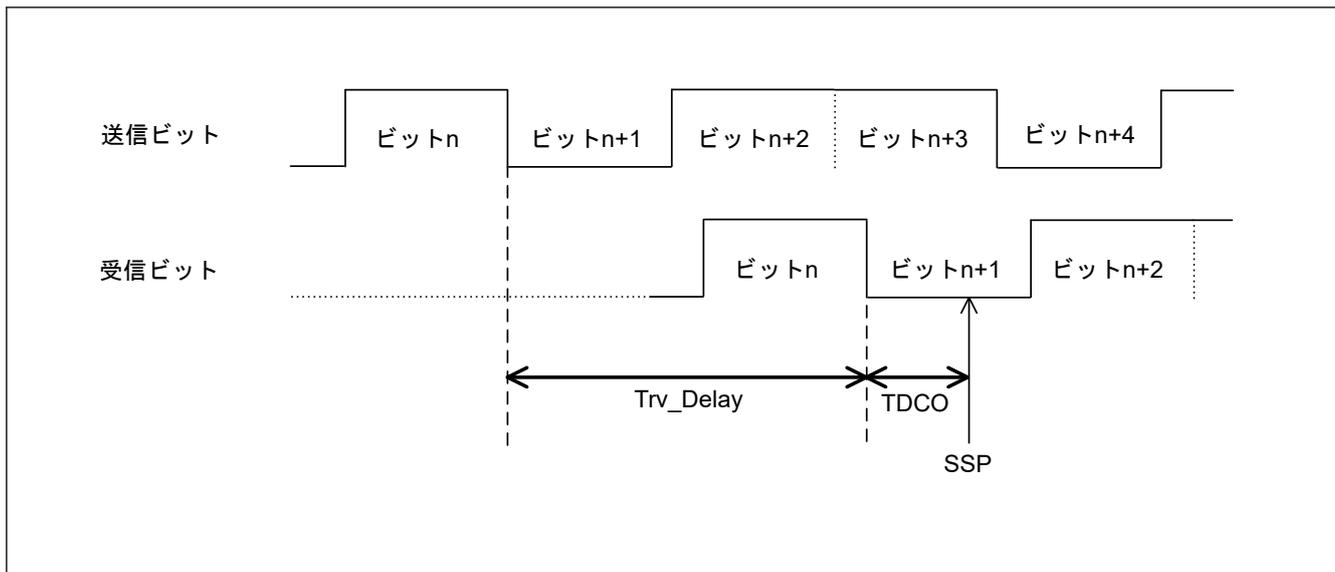 送信ビット
ビットn
ビットn+1
ビットn+2
ビットn+3
ビットn+4
受信ビット
ビットn
ビットn+1
ビットn+2
Trv_Delay
TDCO
SSP